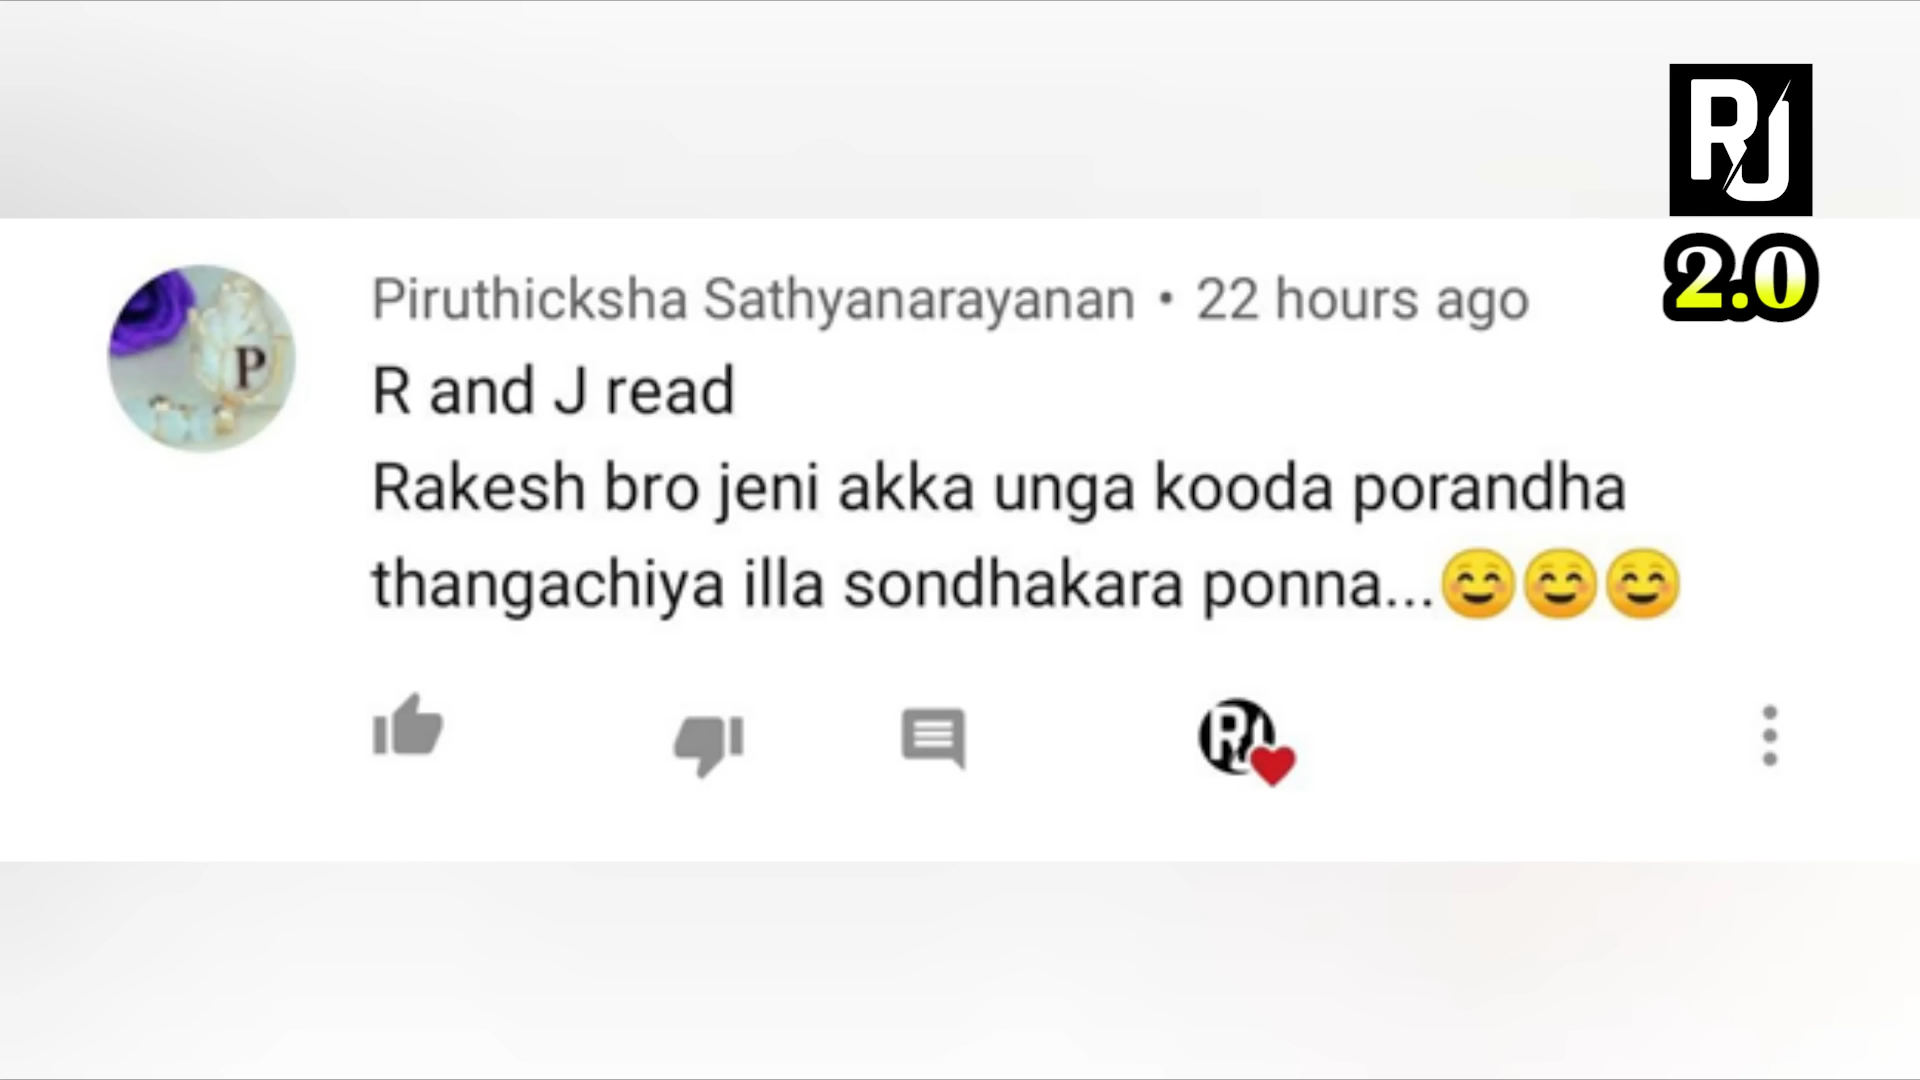 RJ
2.0
Piruthicksha Sathyanarayanan • 22 hours ago
P
R and J read
Rakesh bro jeni akka unga kooda porandha
thangachiya illa sondhakara ponna...😊😊😊
RJ